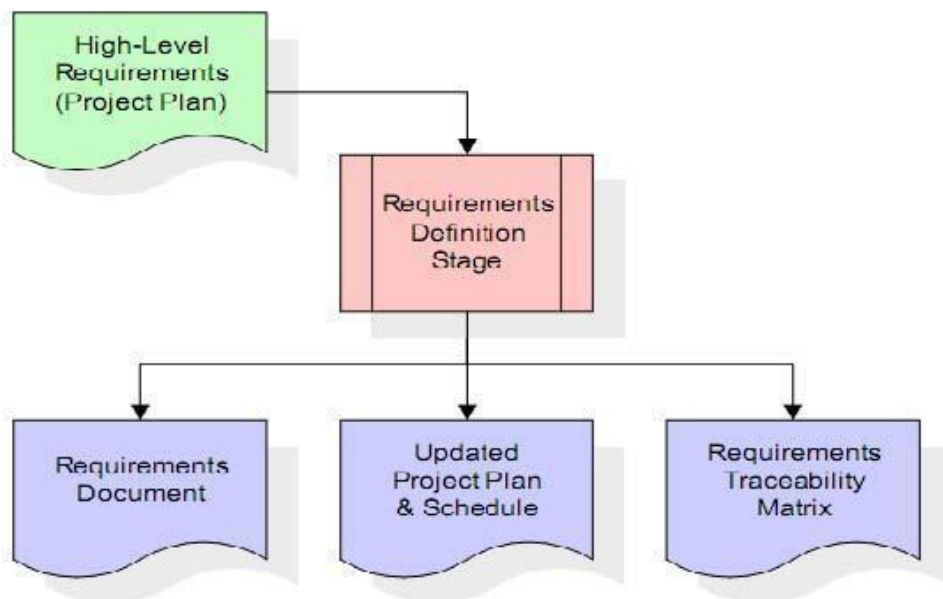 High-Level
Requirements
(Project Plan)
Requirements
Definition
Stage
Requirements
Document
Updated
Project Plan
& Schedule
Requirements
Traceability
Matrix